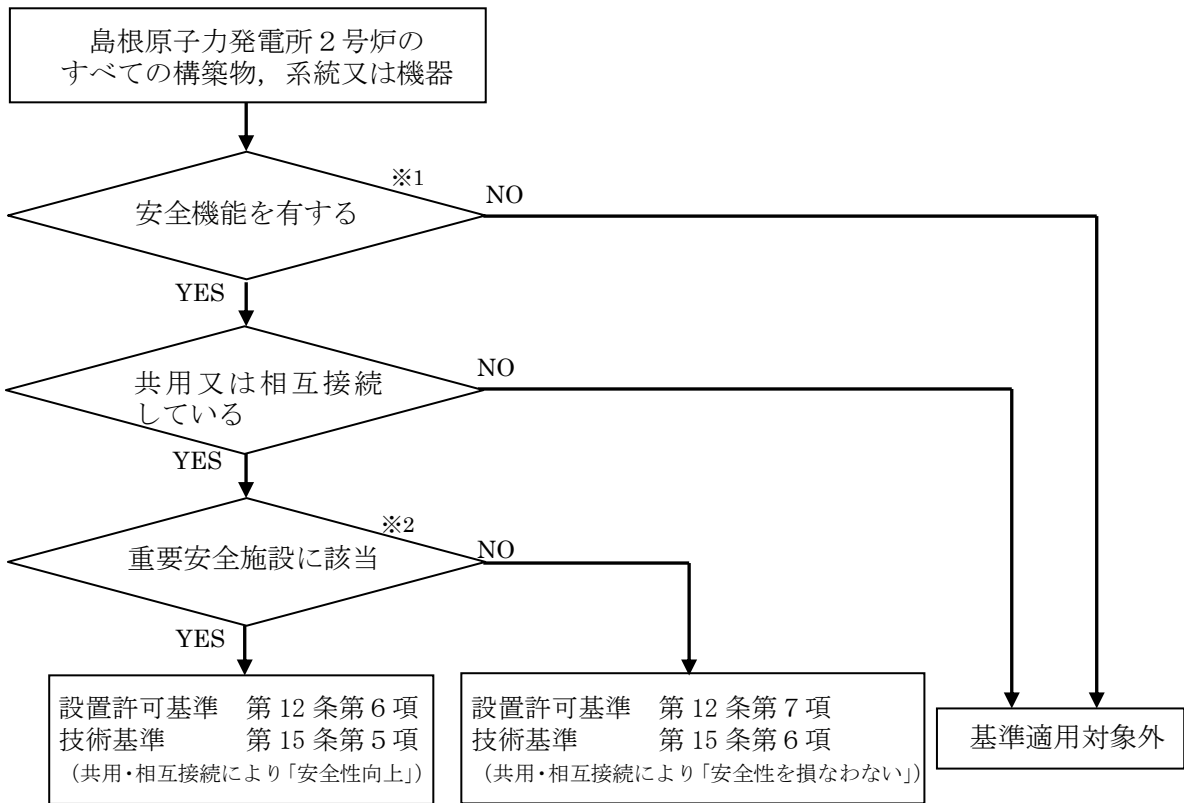 島根原子力発電所２号炉の
すべての構築物，系統又は機器
※1
安全機能を有する
NO
YES
共用又は相互接続
している
NO
YES
※2
重要安全施設に該当
NO
YES
設置許可基準　第 12 条第６項
技術基準　　　第 15 条第５項
（共用・相互接続により「安全性向上」）
設置許可基準　第 12 条第７項
技術基準　　　第 15 条第６項
（共用・相互接続により「安全性を損なわない」）
基準適用対象外